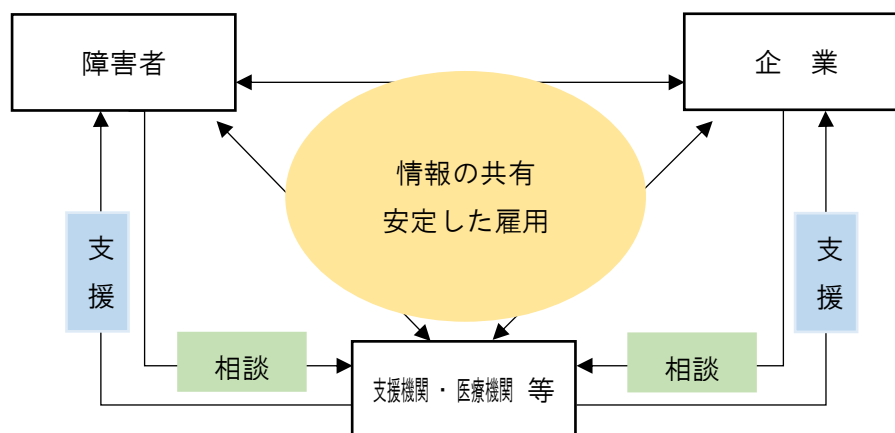 障害者
企　業
情報の共有
安定した雇用
支援
支援
相談
相談
支援機関・医療機関 等